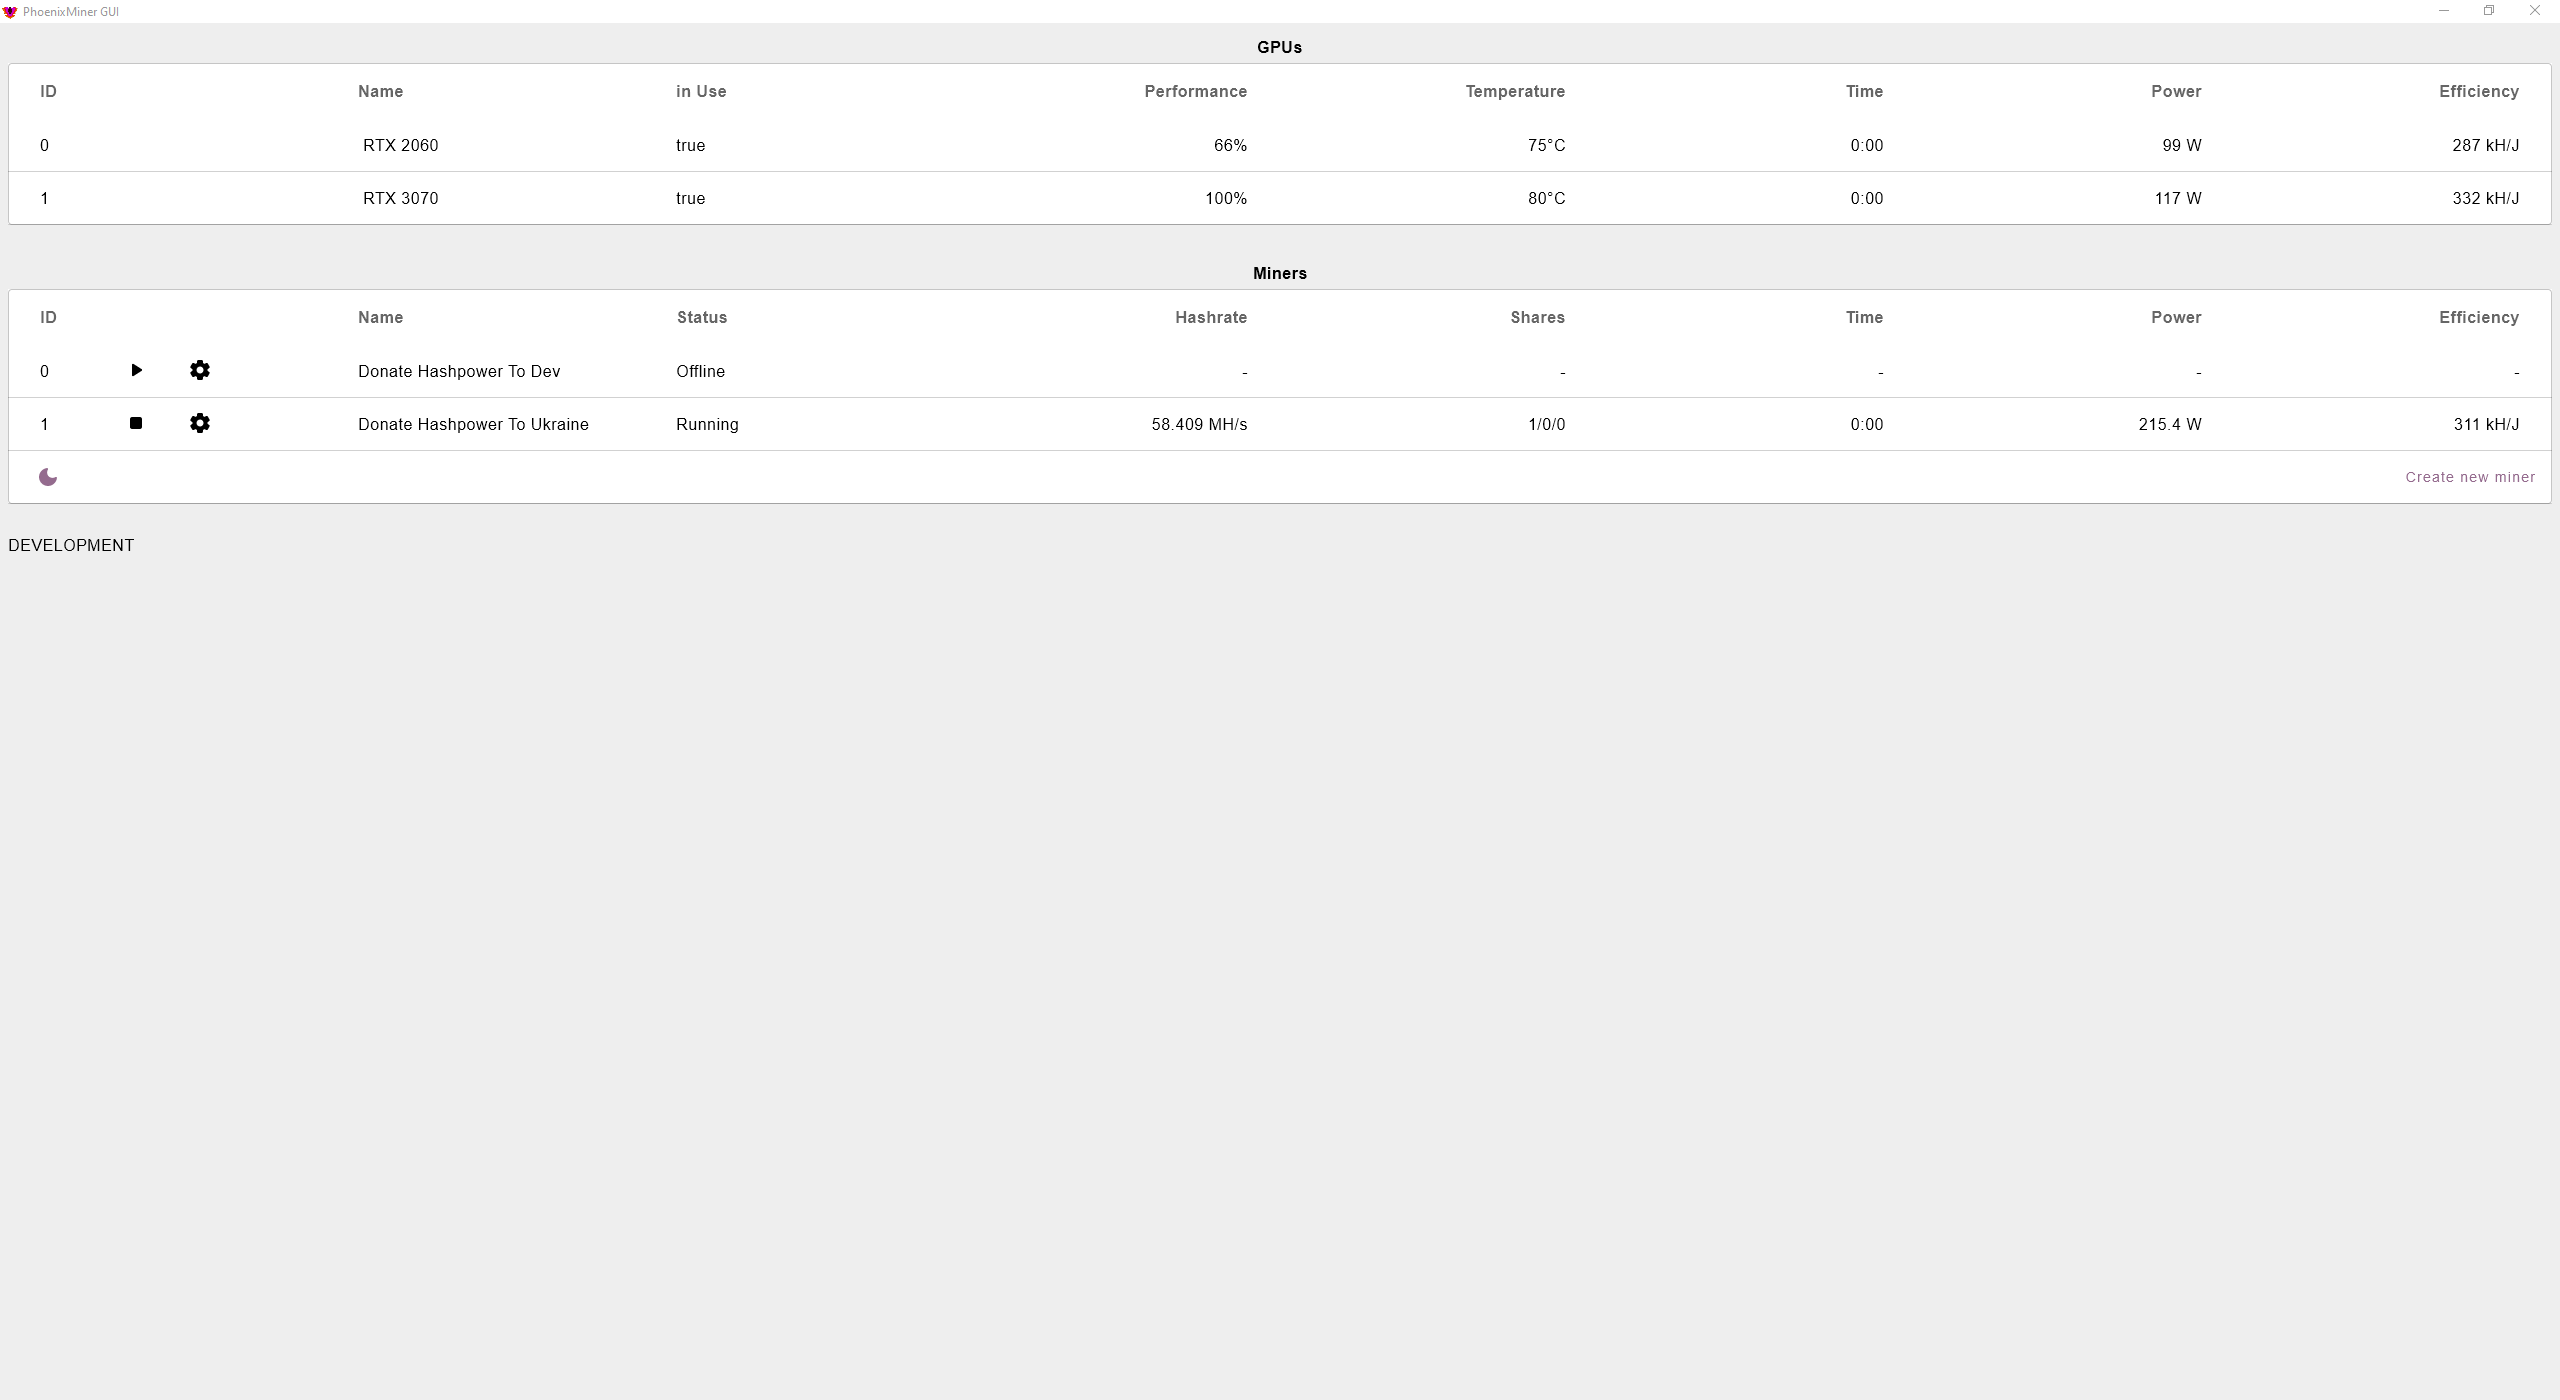 PhoenixMiner GUI
GPUs
ID Name in Use Performance Temperature Time Power Efficiency
0 RTX 2060 true 66% 75°C 0:00 99 W 287 kH/J
1 RTX 3070 true 100% 80°C 0:00 117 W 332 kH/J
Miners
ID Name Status Hashrate Shares Time Power Efficiency
0 Donate Hashpower To Dev Offline - - - - -
1 Donate Hashpower To Ukraine Running 58.409 MH/s 1/0/0 0:00 215.4 W 311 kH/J
Create new miner
DEVELOPMENT